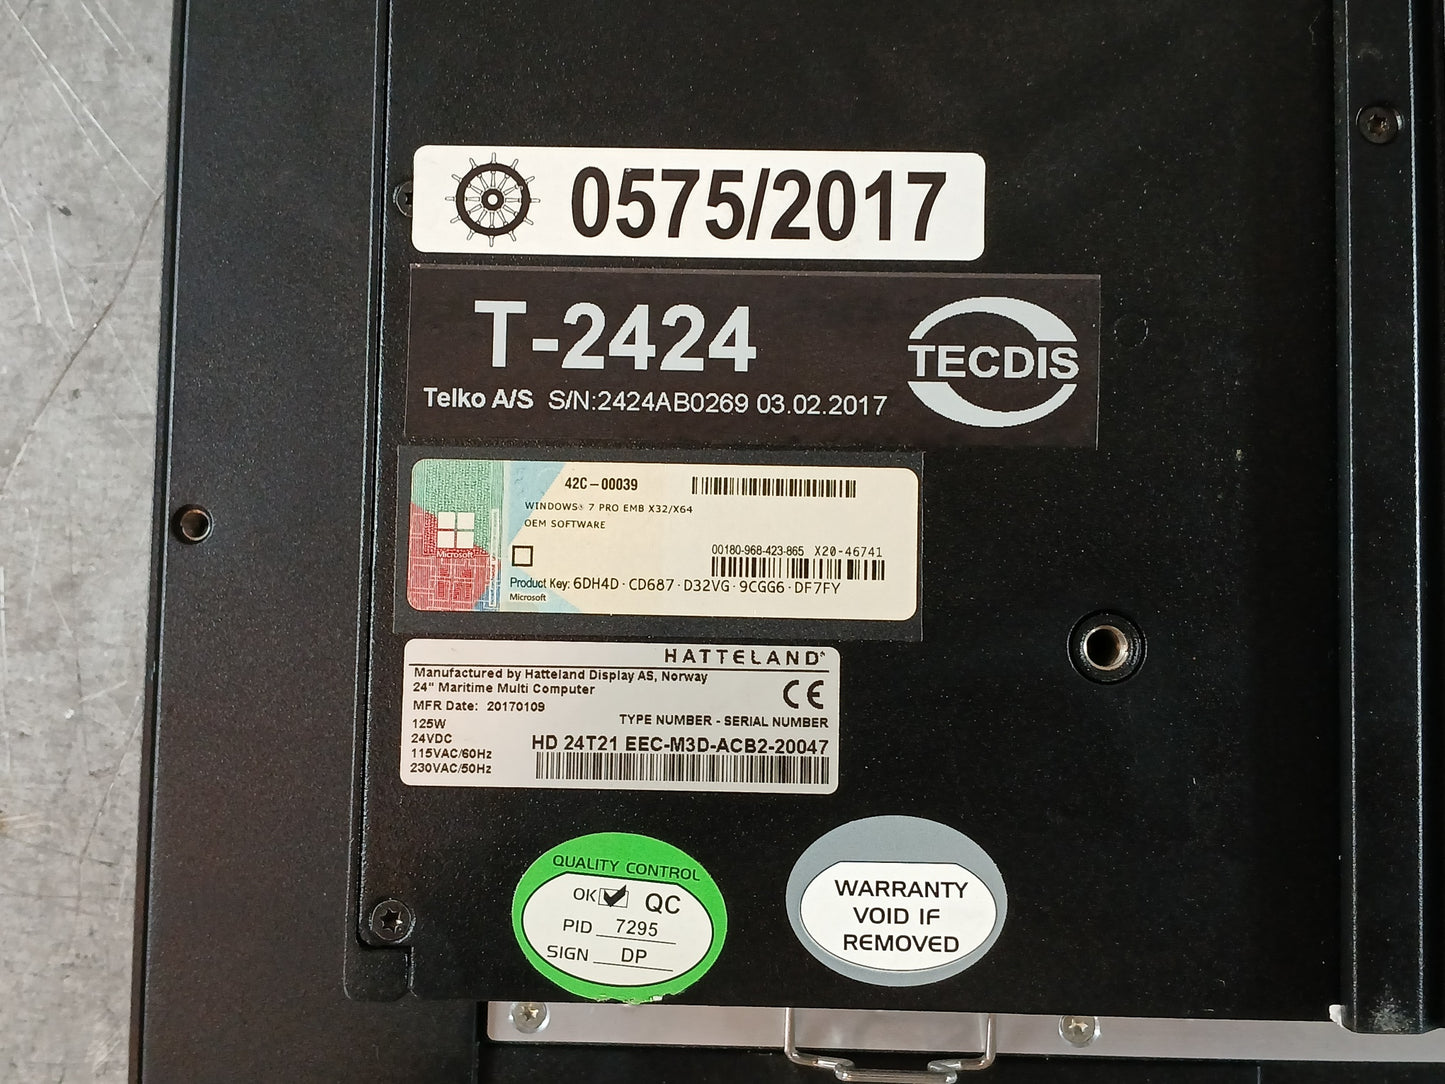 0575/2017
T-2424
TECDIS
Telko A/S S/N:2424AB0269 03.02.2017
42C-00039
WINDOWS® 7 PRO EMB X32/X64
OEM SOFTWARE
Microsoft
00180-968-423-865 X20-46741
Product Key: 6DH4D·CD687·D32VG·9CGG6·DF7FY
Microsoft
HATTELAND®
Manufactured by Hatteland Display AS, Norway
24" Maritime Multi Computer
CE
MFR Date: 20170109
TYPE NUMBER - SERIAL NUMBER
125W
24VDC
115VAC/60Hz
230VAC/50Hz
HD 24T21 EEC-M3D-ACB2-20047
QUALITY CONTROL
OK QC
PID 7295
SIGN DP
WARRANTY
VOID IF
REMOVED